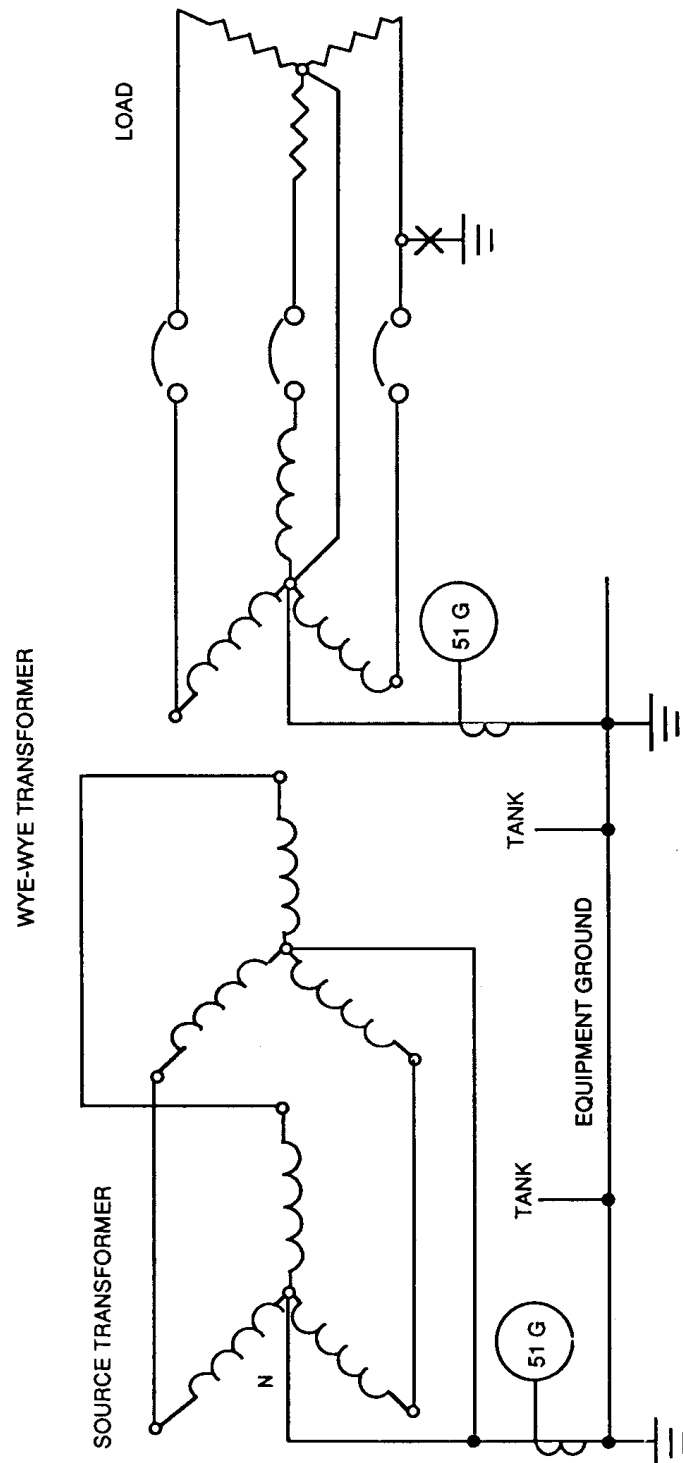 WYE-WYE TRANSFORMER
SOURCE TRANSFORMER
LOAD
N
51 G
51 G
TANK
TANK
EQUIPMENT GROUND